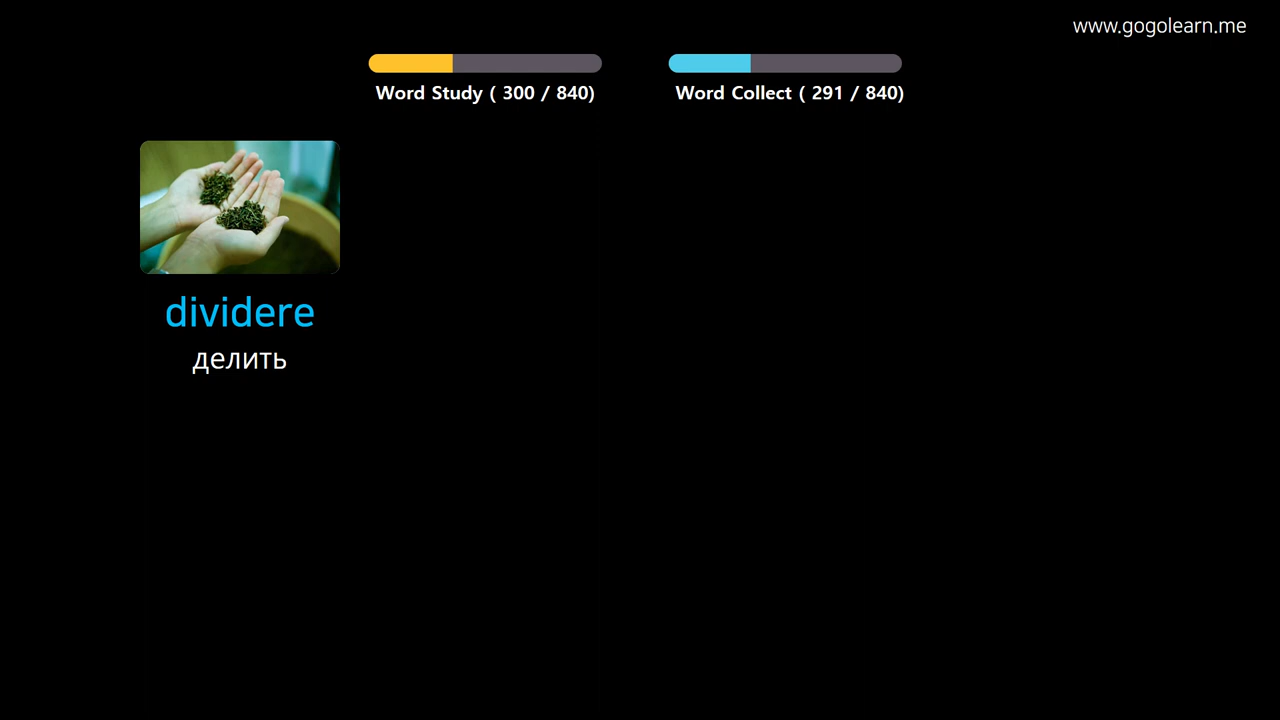 www.gogolearn.me
Word Study ( 300 / 840)
Word Collect ( 291 / 840)
dividere
делить